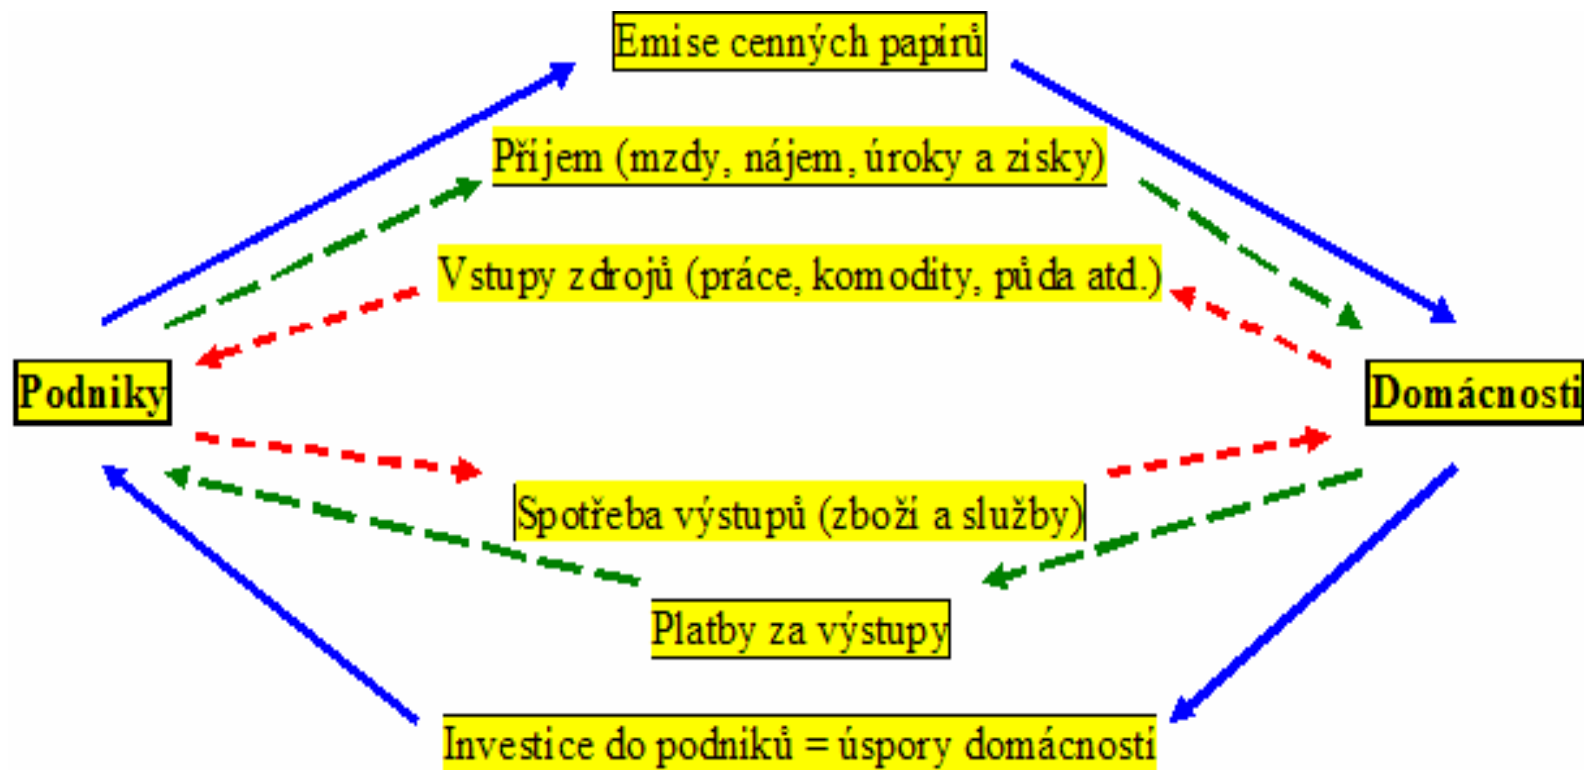 Emise cenných papírů
Příjem (mzdy, nájem, úroky a zisky)
Vstupy zdrojů (práce, komodity, půda atd.)
Podniky
Domácnosti
Spotřeba výstupů (zboží a služby)
Platby za výstupy
Investice do podniků = úspory domácností